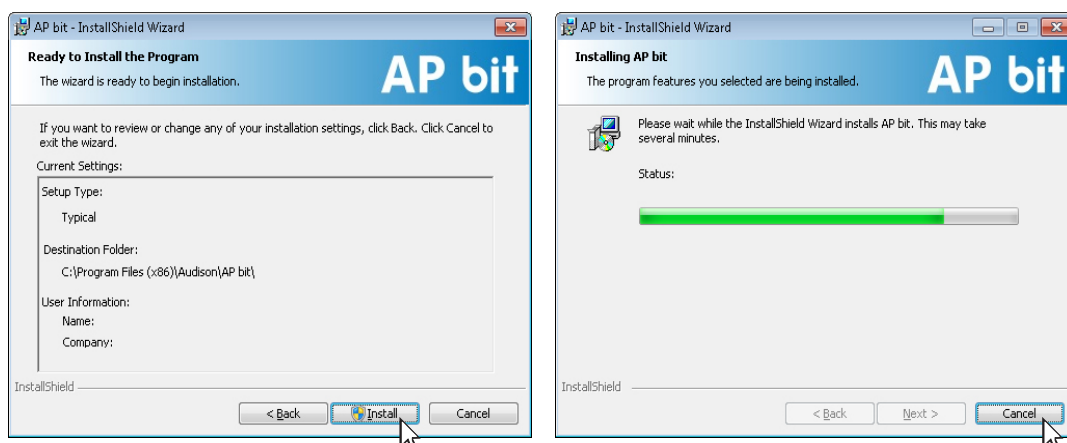 AP bit - InstallShield Wizard
Ready to Install the Program
The wizard is ready to begin installation.
AP bit
If you want to review or change any of your installation settings, click Back. Click Cancel to
exit the wizard.
Current Settings:
Setup Type:
Typical
Destination Folder:
C:\Program Files (x86)\Audison\AP bit\
User Information:
Name:
Company:
InstallShield
< Back
Install
Cancel
AP bit - InstallShield Wizard
Installing AP bit
The program features you selected are being installed.
AP bit
Please wait while the InstallShield Wizard installs AP bit. This may take
several minutes.
Status:
InstallShield
< Back
Next >
Cancel